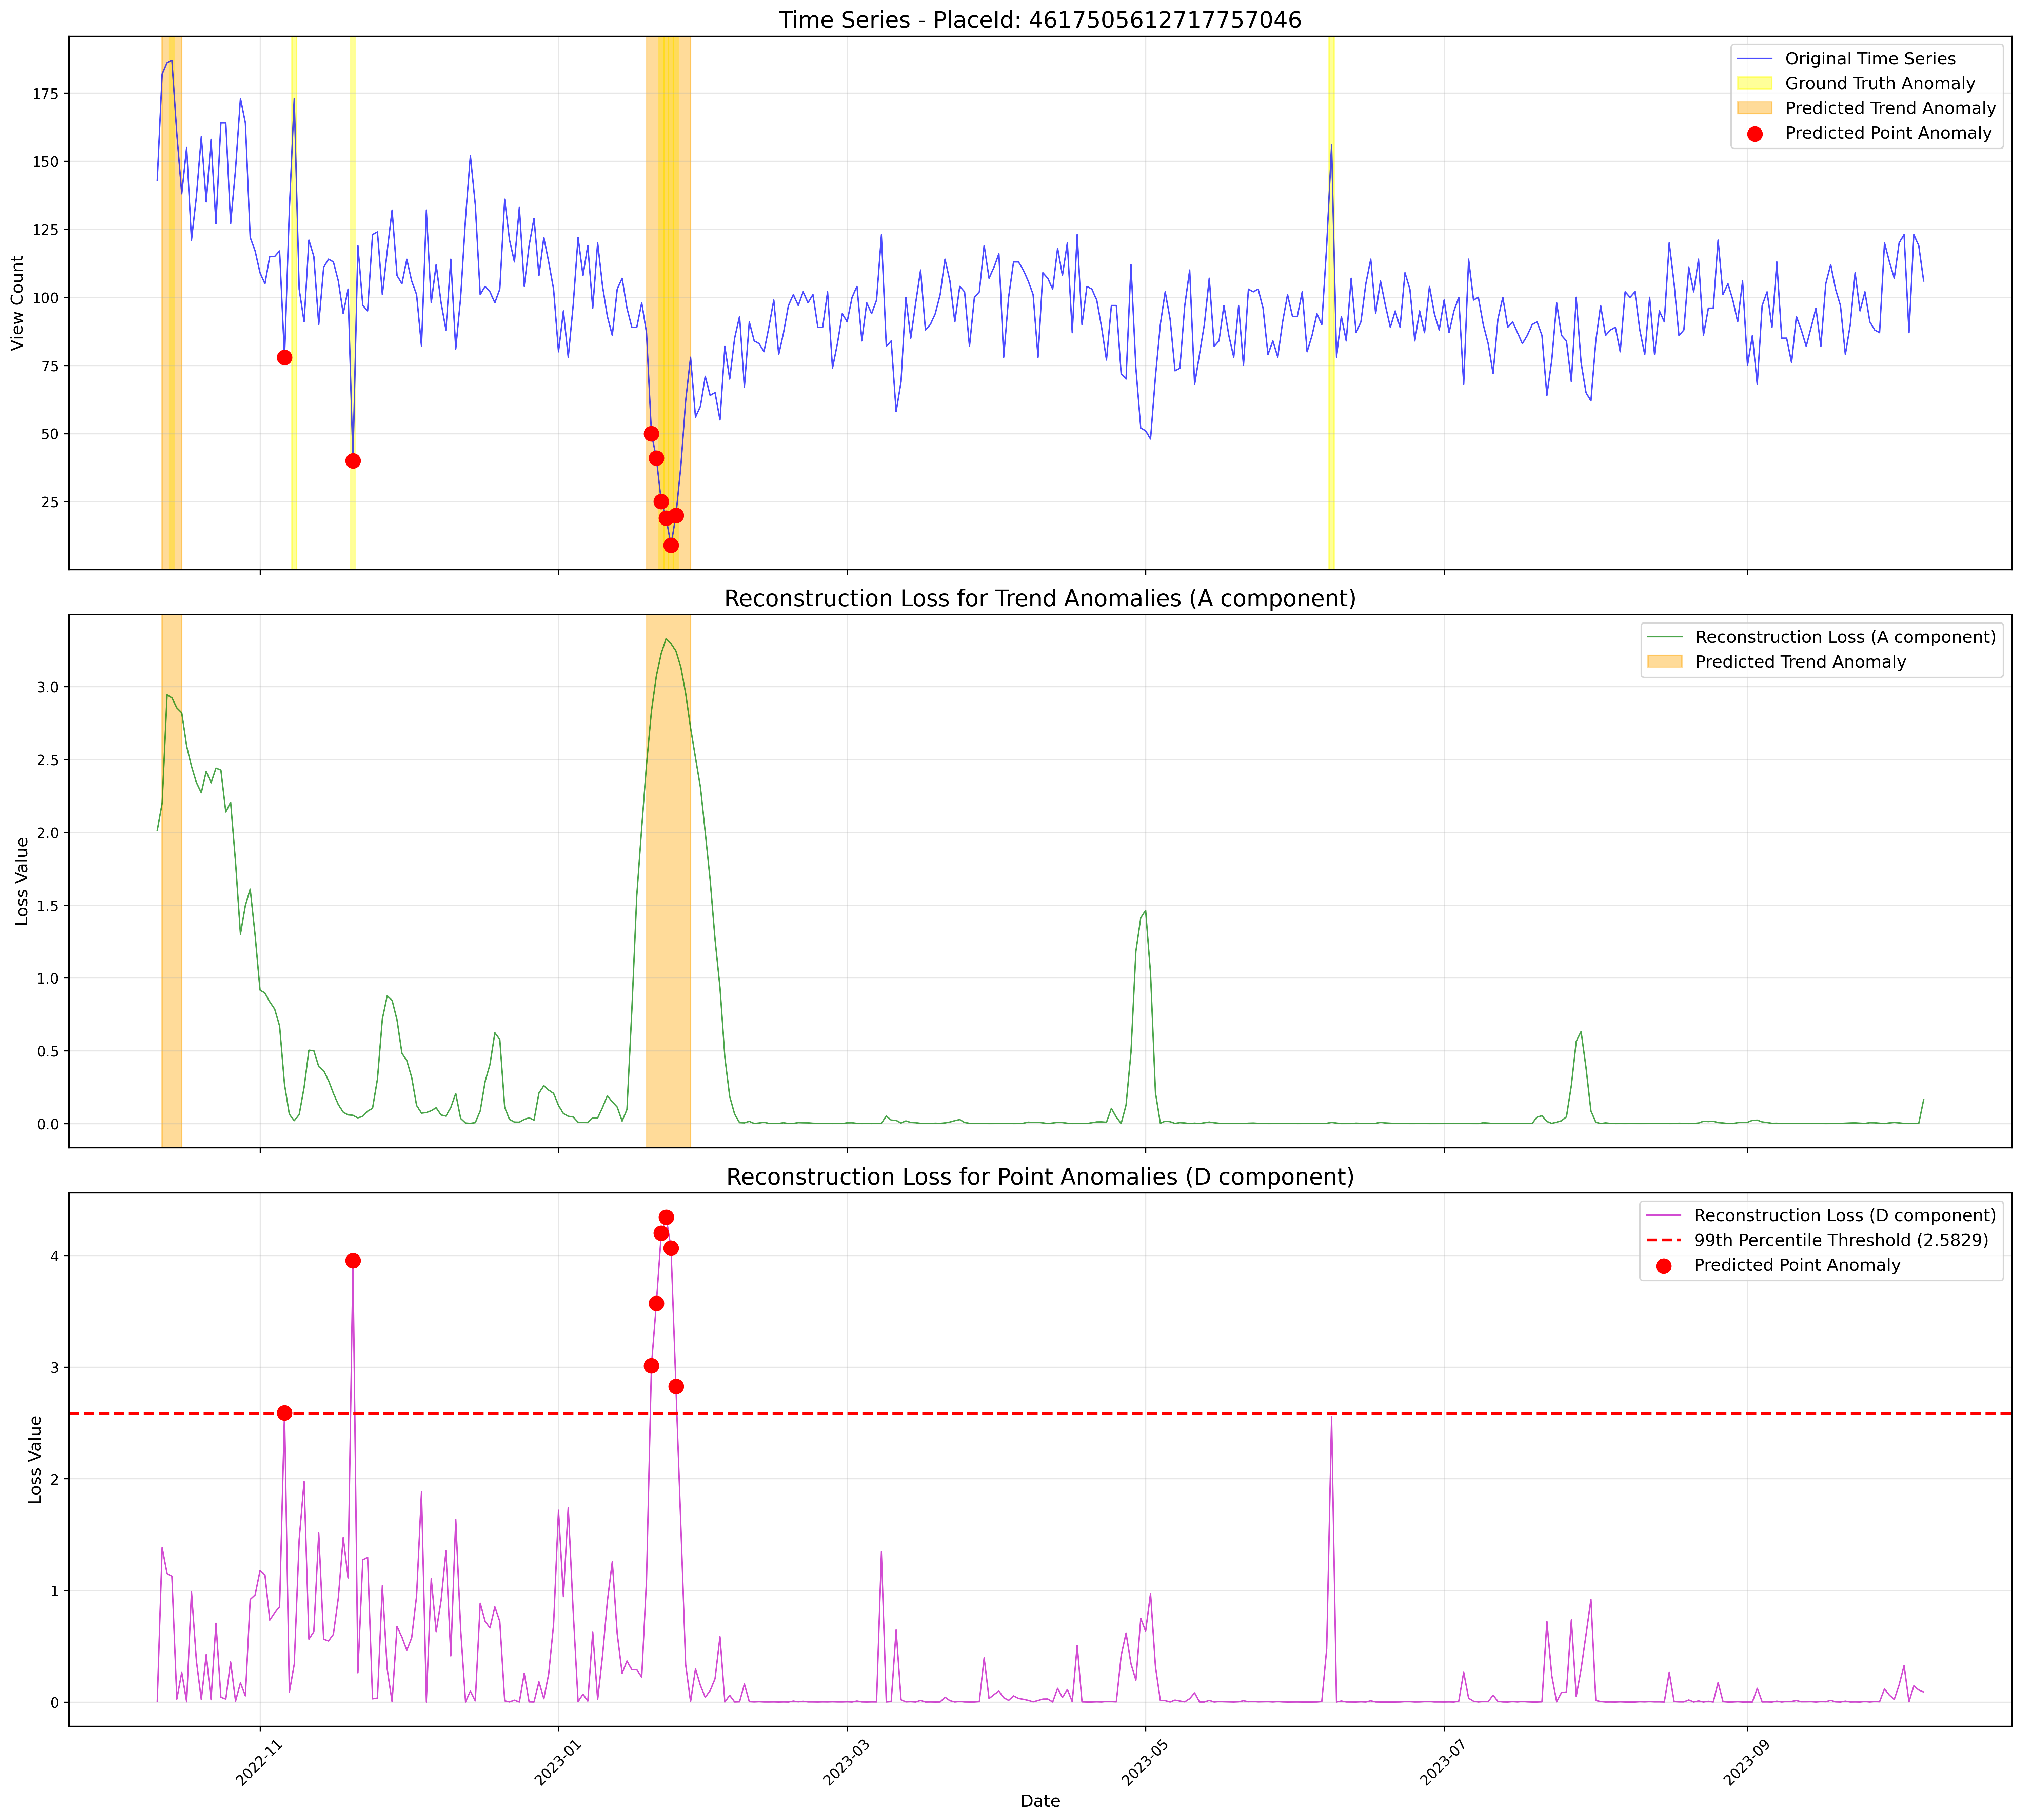 Time Series - PlaceId: 4617505612717757046
Original Time Series
Ground Truth Anomaly
Predicted Trend Anomaly
Predicted Point Anomaly
View Count
175
150
125
100
75
50
25
Reconstruction Loss for Trend Anomalies (A component)
Reconstruction Loss (A component)
Predicted Trend Anomaly
Loss Value
3.0
2.5
2.0
1.5
1.0
0.5
0.0
Reconstruction Loss for Point Anomalies (D component)
Reconstruction Loss (D component)
99th Percentile Threshold (2.5829)
Predicted Point Anomaly
Loss Value
4
3
2
1
0
2022-11
2023-01
2023-03
2023-05
2023-07
2023-09
Date